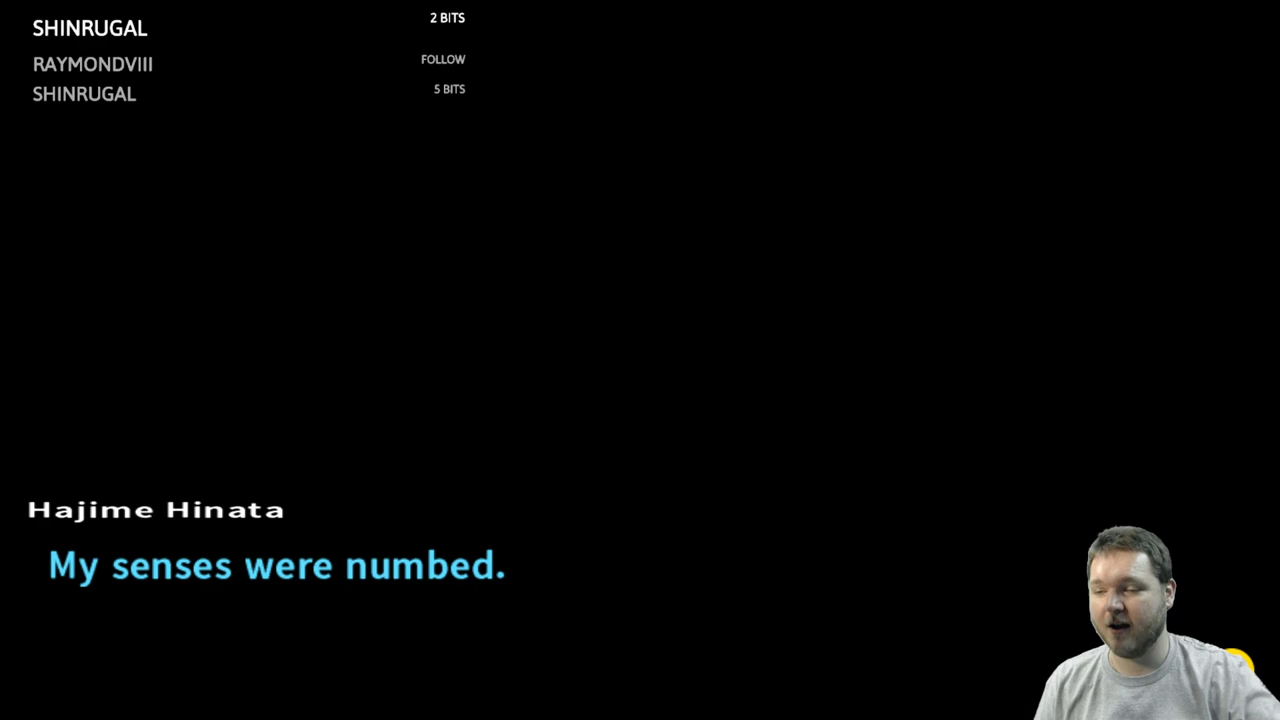 SHINRUGAL 2 BITS
RAYMONDVIII FOLLOW
SHINRUGAL 5 BITS
Hajime Hinata
My senses were numbed.